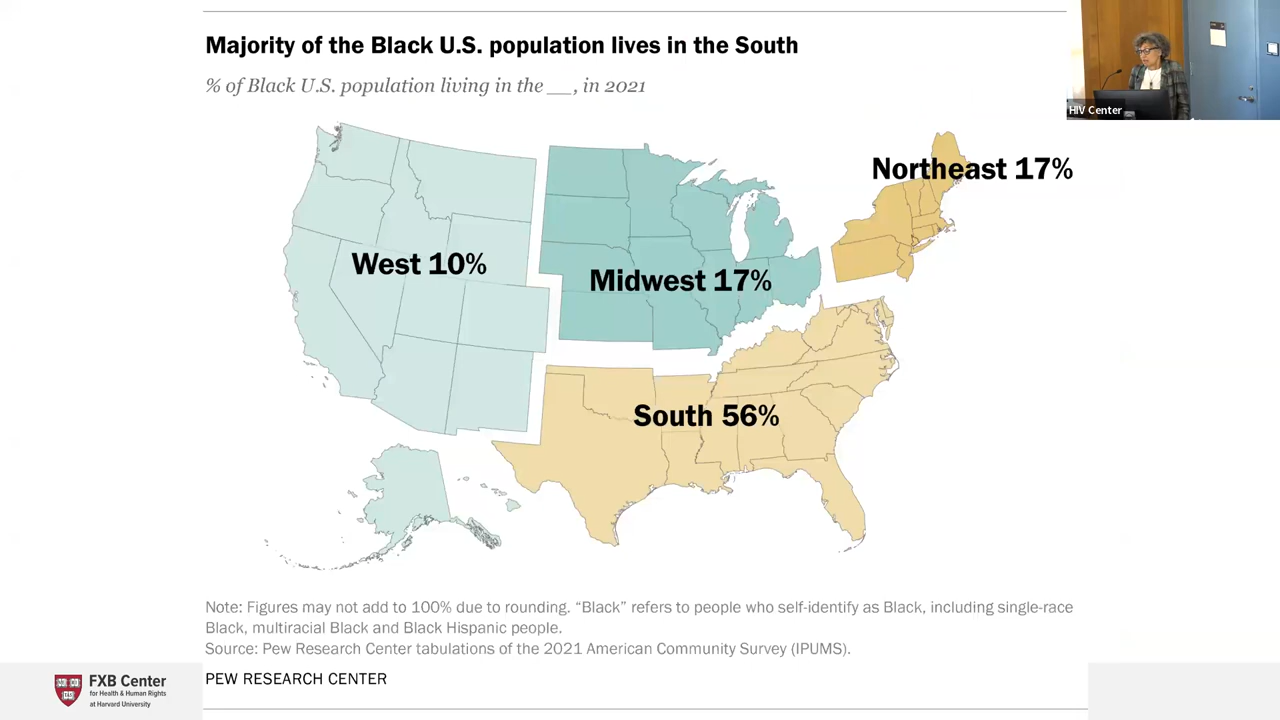 Majority of the Black U.S. population lives in the South
% of Black U.S. population living in the __, in 2021
HIV Center
Northeast 17%
West 10%
Midwest 17%
South 56%
Note: Figures may not add to 100% due to rounding. “Black” refers to people who self-identify as Black, including single-race
Black, multiracial Black and Black Hispanic people.
Source: Pew Research Center tabulations of the 2021 American Community Survey (IPUMS).
PEW RESEARCH CENTER
FXB Center
for Health & Human Rights
at Harvard University